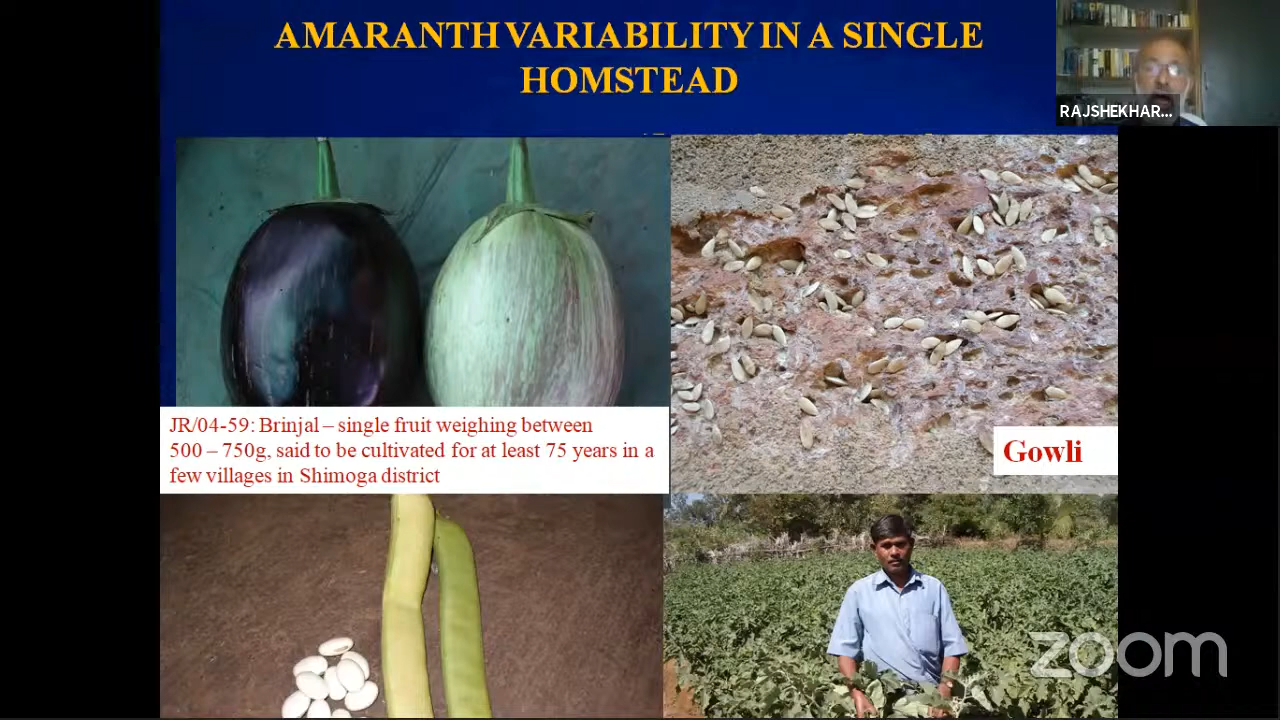 AMARANTH VARIABILITY IN A SINGLE
HOMSTEAD
RAJSHEKHAR...
JR/04-59: Brinjal – single fruit weighing between
500 – 750g, said to be cultivated for at least 75 years in a
few villages in Shimoga district
Gowli
zoom